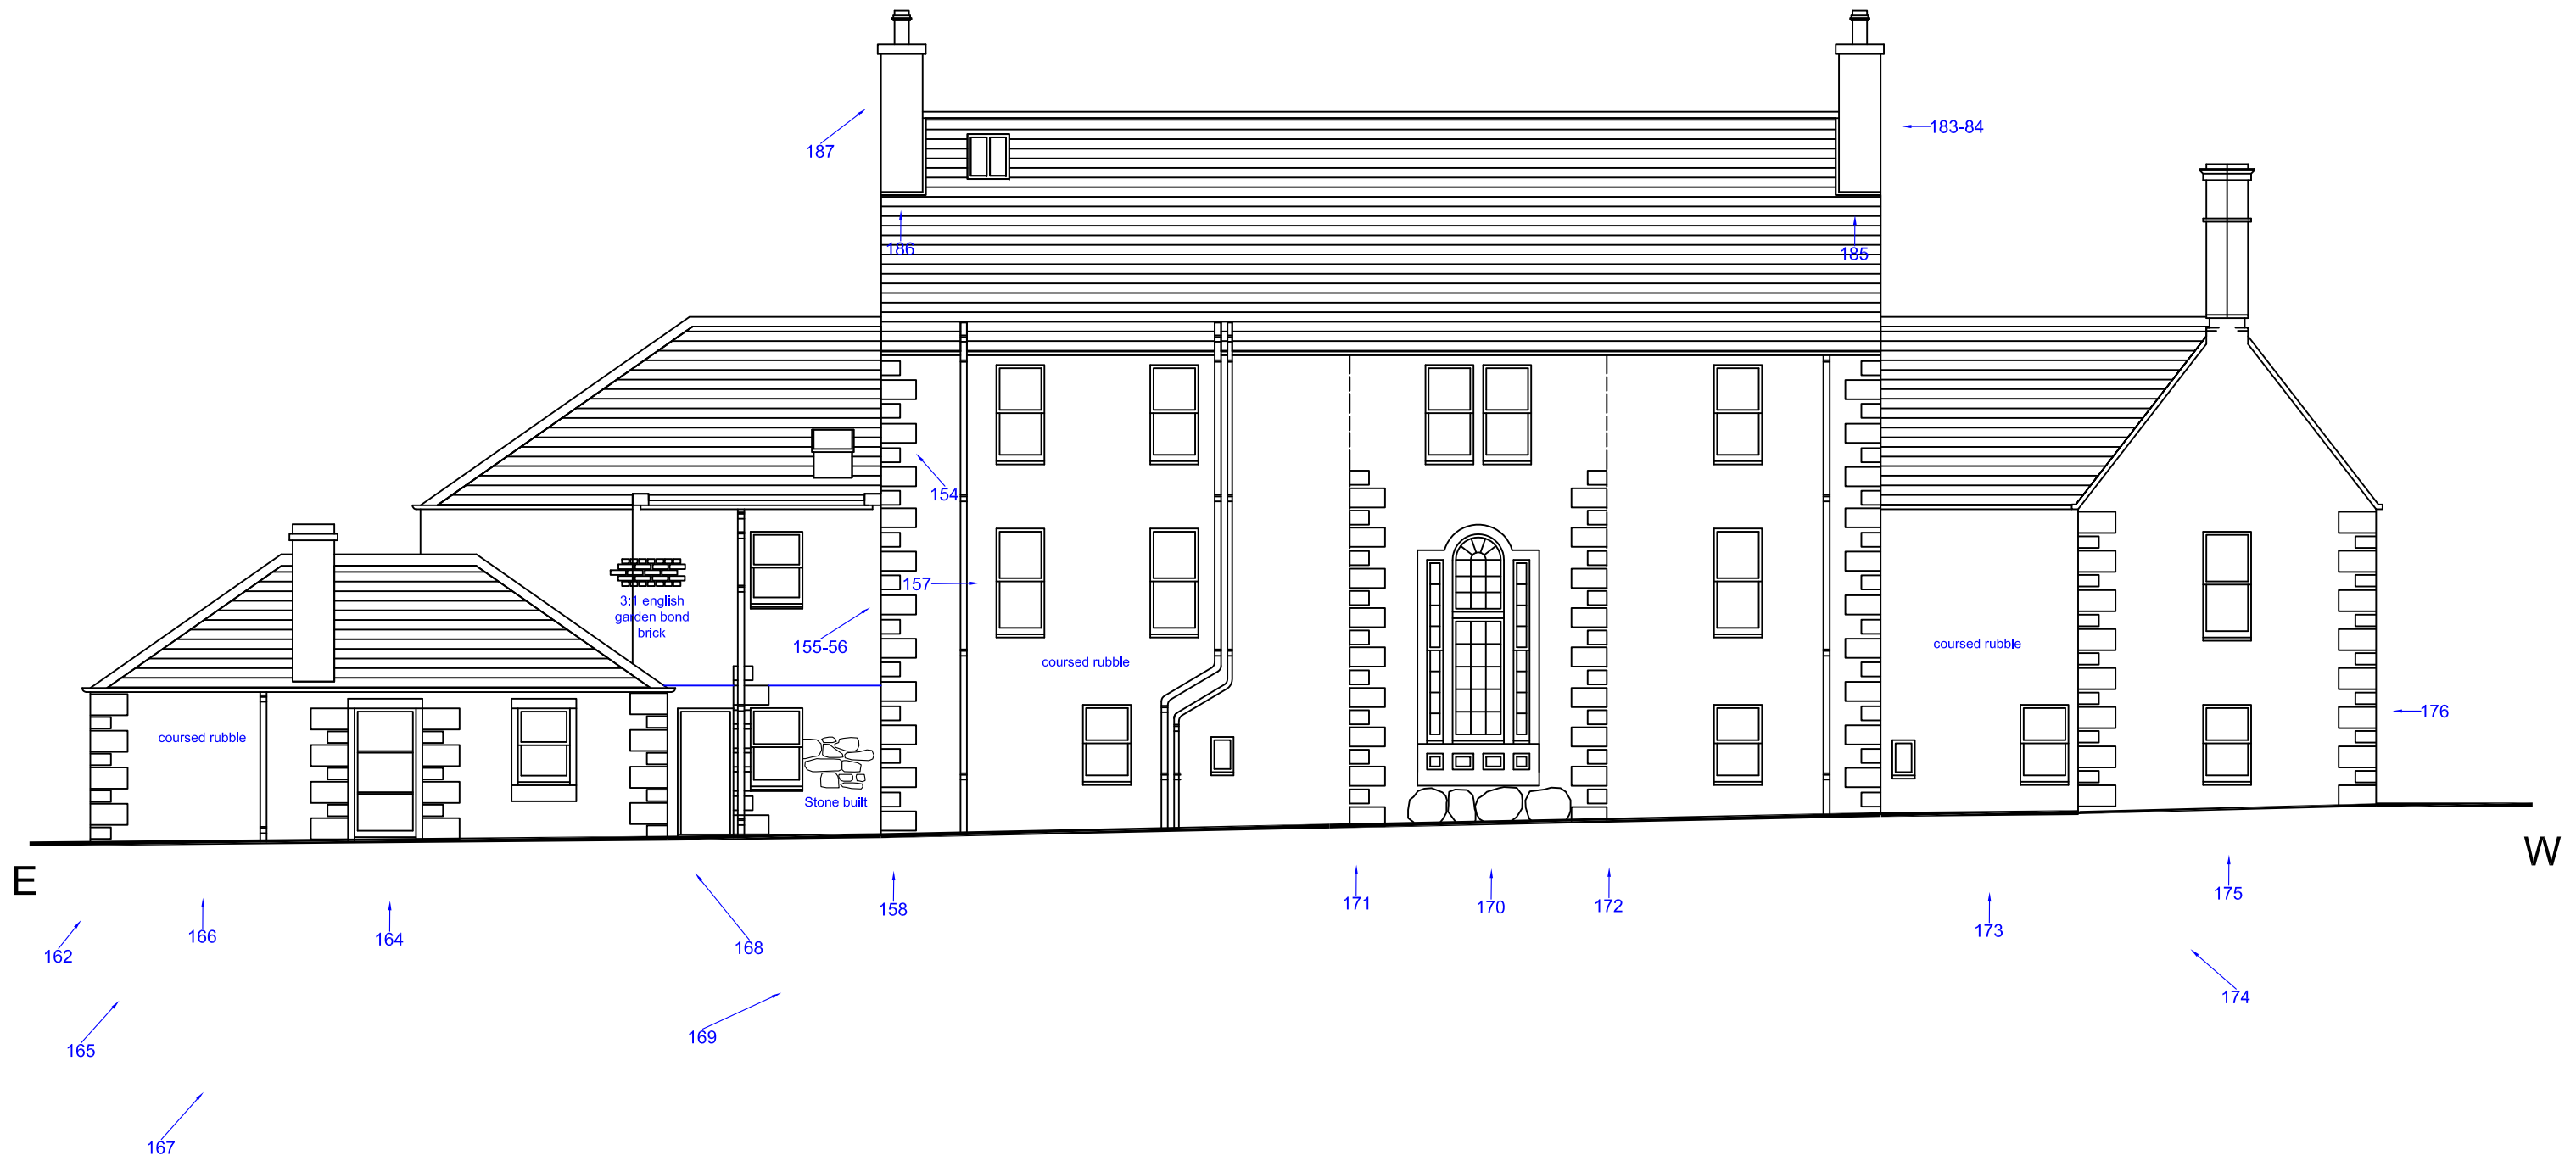 183-84
187
186
185
154
157
3:1 english
garden bond
brick
155-56
coursed rubble
coursed rubble
176
coursed rubble
Stone built
E
W
158
171
170
172
175
166
164
168
173
162
174
169
165
167